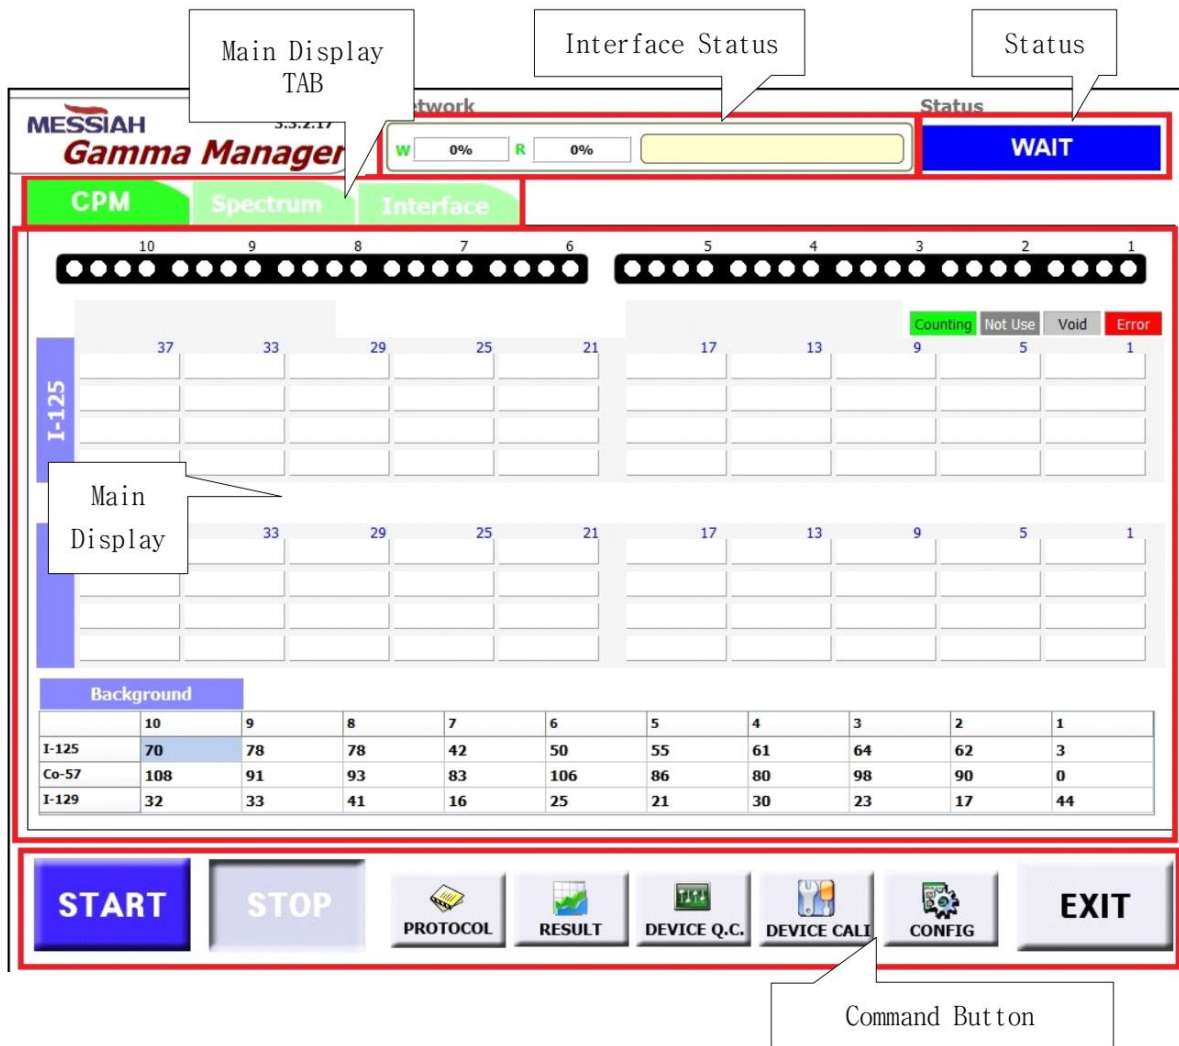 Main Display
TAB
Interface Status
Status
Network
Status
MESSIAH
3.3.2.17
Gamma Manager
W 0% R 0%
WAIT
CPM Spectrum Interface
10 9 8 7 6 5 4 3 2 1
Counting Not Use Void Error
37 33 29 25 21 17 13 9 5 1
I-125
Main
Display
33 29 25 21 17 13 9 5 1
Background
10 9 8 7 6 5 4 3 2 1
I-125 70 78 78 42 50 55 61 64 62 3
Co-57 108 91 93 83 106 86 80 98 90 0
I-129 32 33 41 16 25 21 30 23 17 44
START STOP PROTOCOL RESULT DEVICE Q.C. DEVICE CALI CONFIG EXIT
Command Button